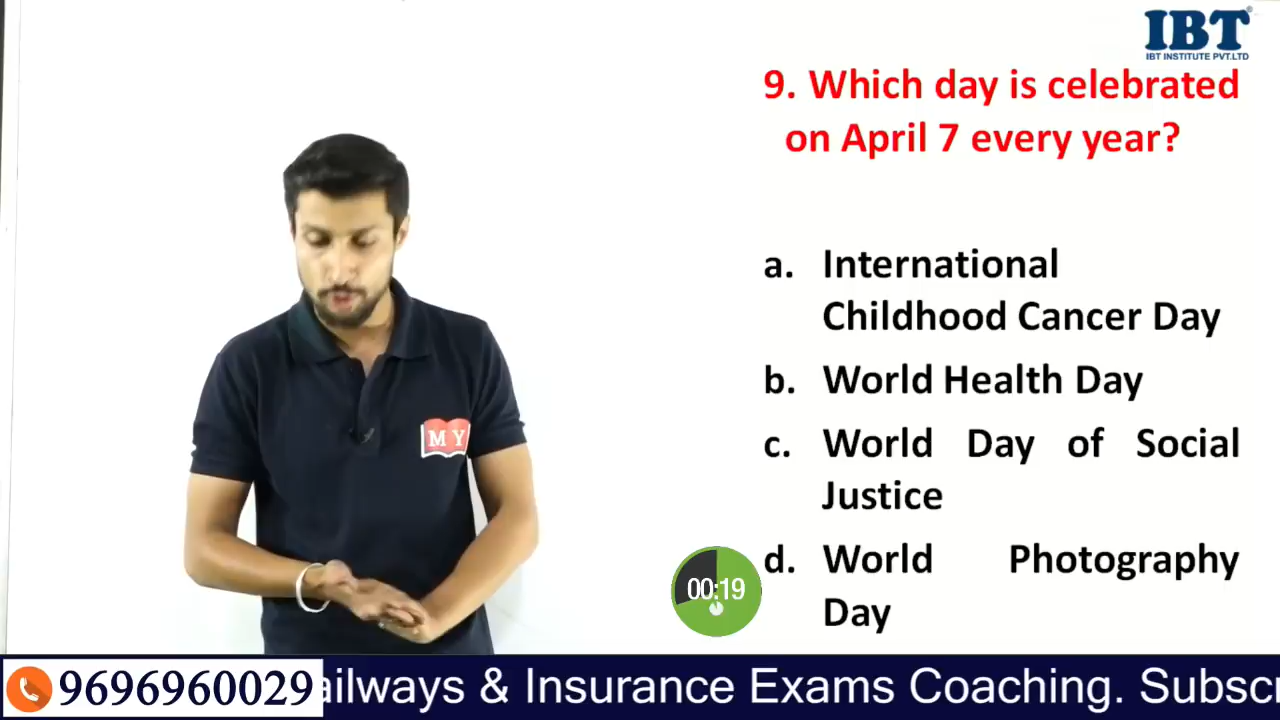 IBT
IBT INSTITUTE PVT.LTD
9. Which day is celebrated
on April 7 every year?
a. International
Childhood Cancer Day
b. World Health Day
c. World Day of Social
Justice
d. World Photography
Day
M Y
00:19
9696960029 ailways & Insurance Exams Coaching. Subscr